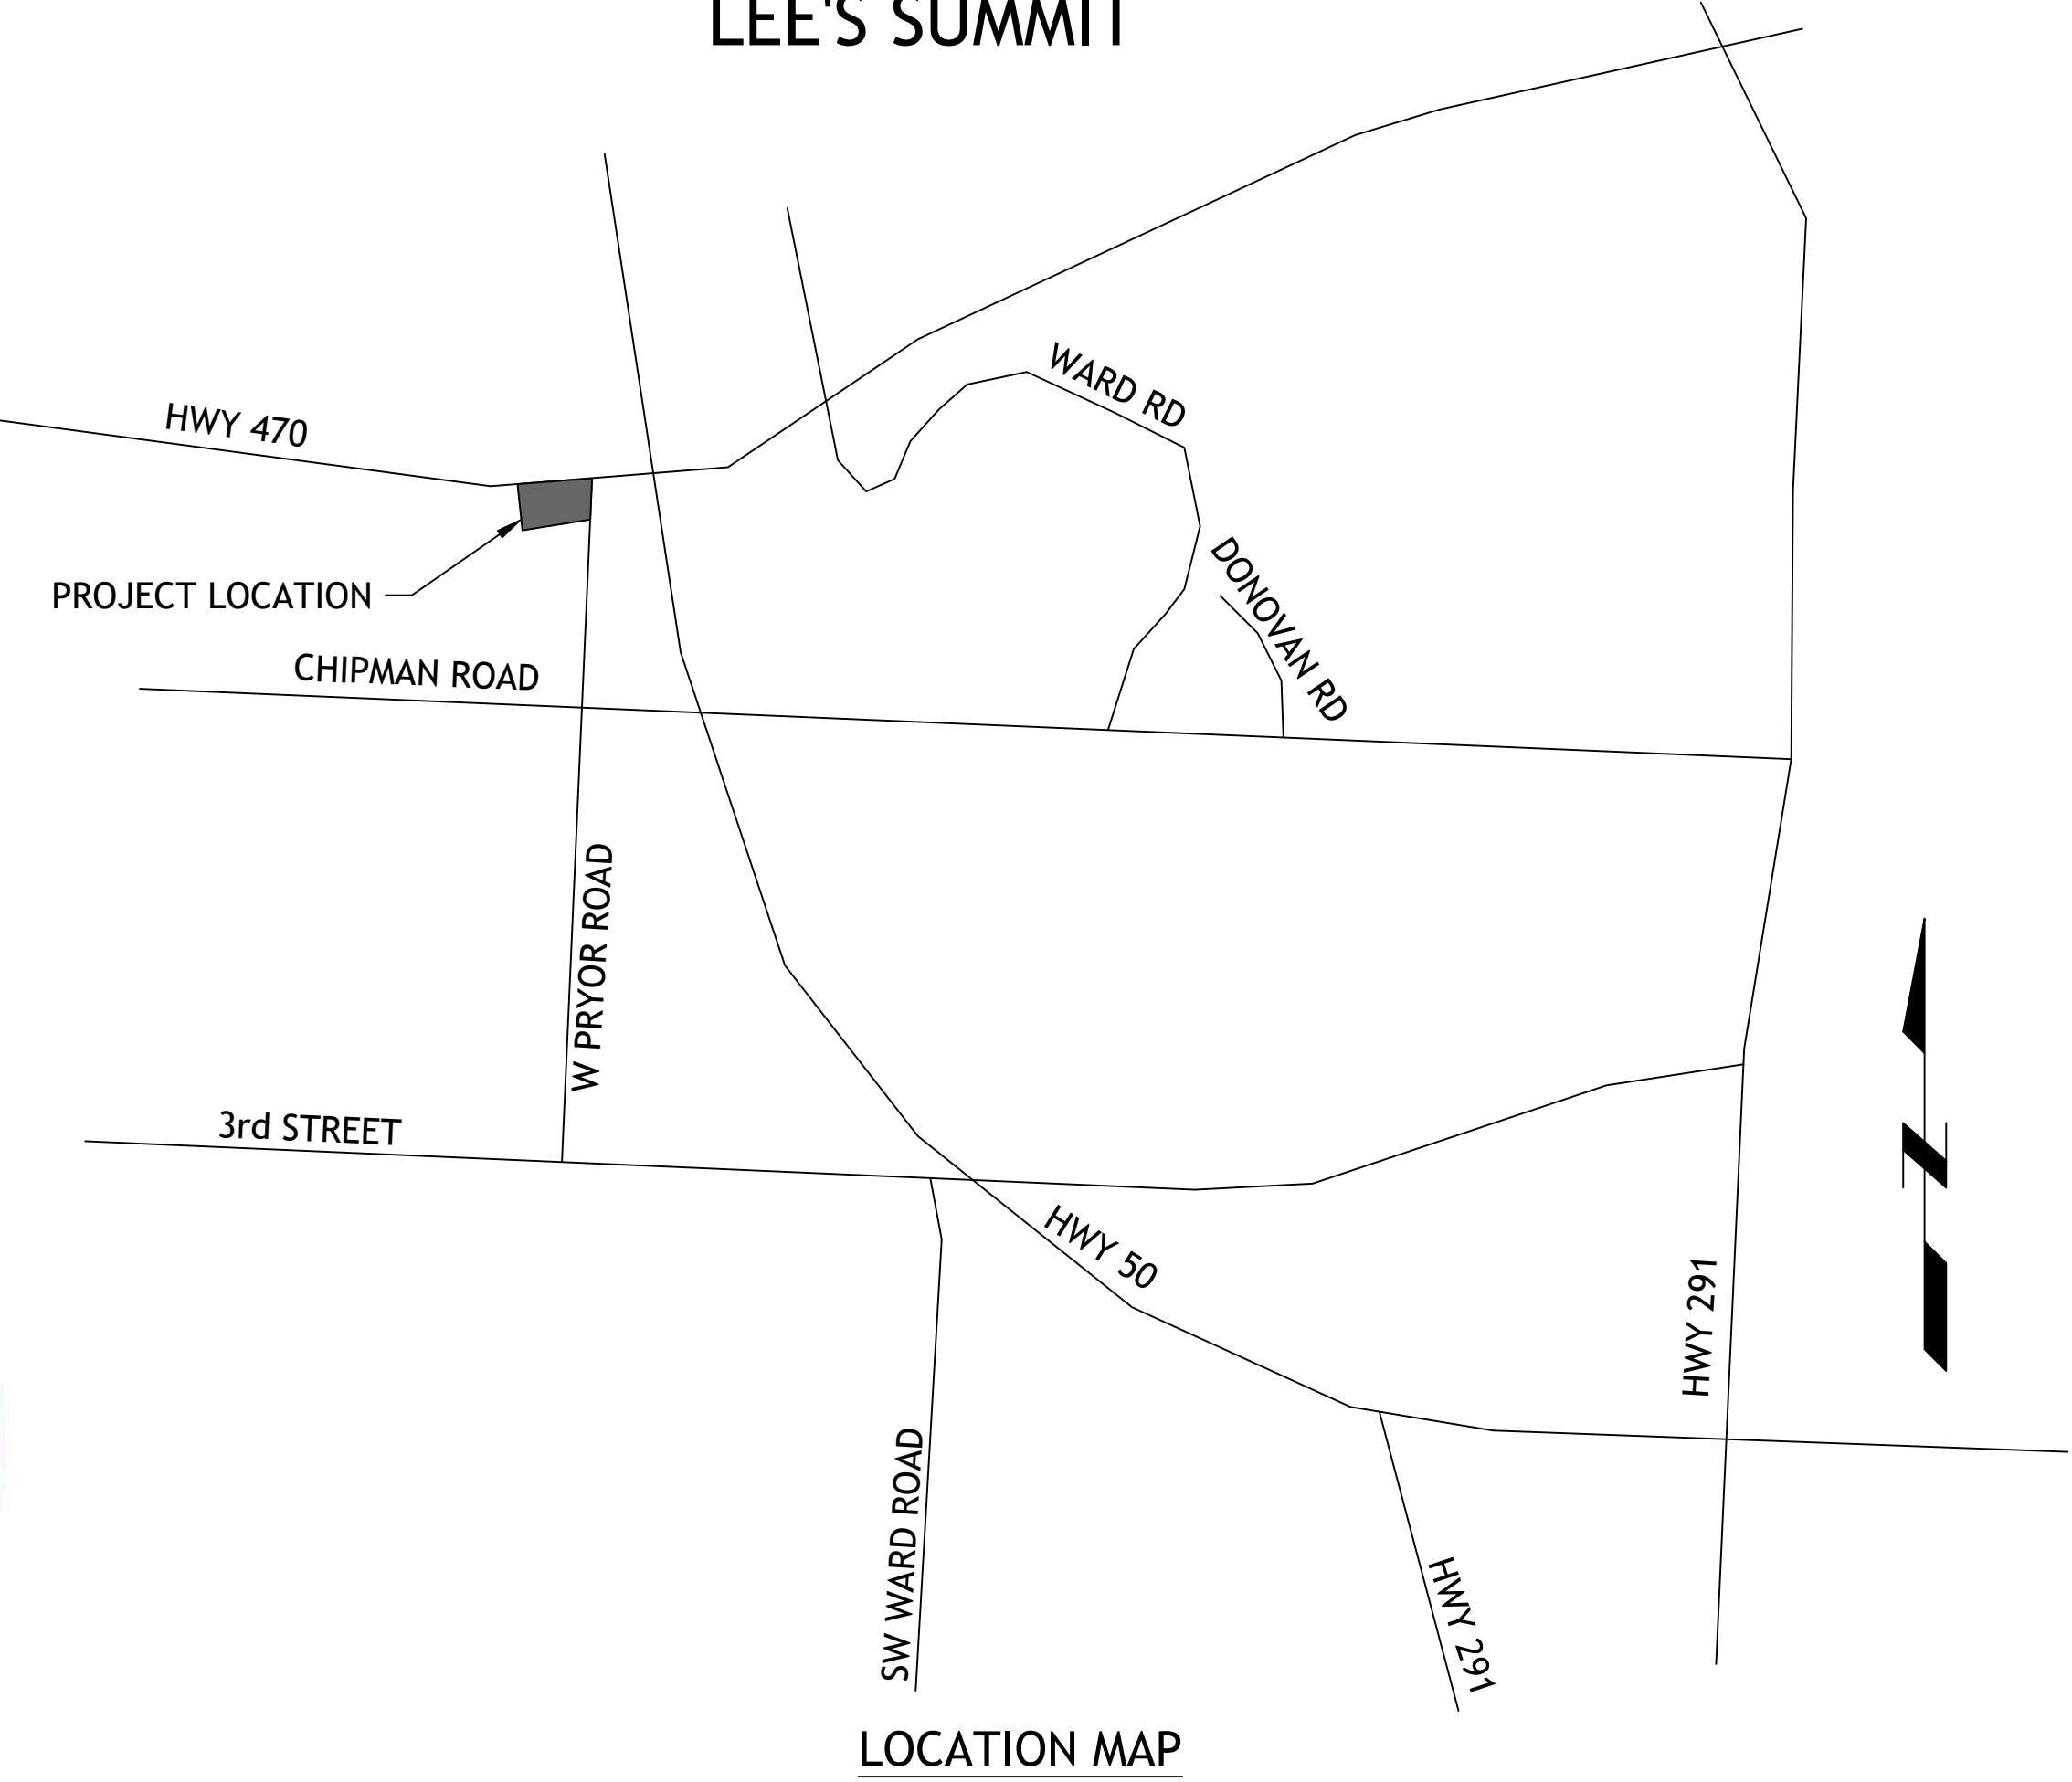 LEE'S SUMMIT
WARD RD
HWY 470
DONOVAN RD
PROJECT LOCATION
CHIPMAN ROAD
W PRYOR ROAD
3rd STREET
N
HWY 50
HWY 291
SW WARD ROAD
HWY 291
LOCATION MAP